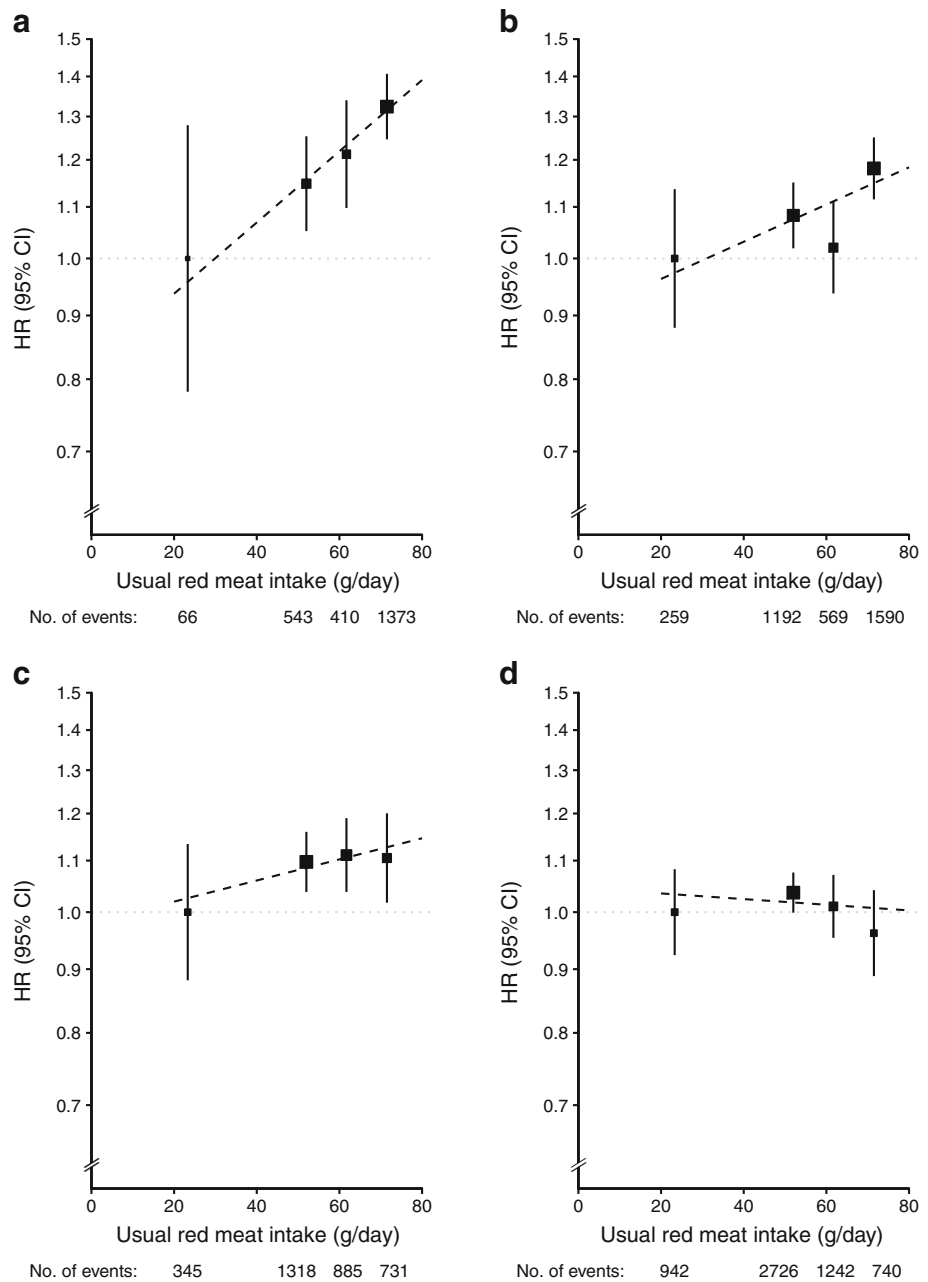 a
1.5
1.4
1.3
1.2
1.1
1.0
0.9
0.8
0.7
HR (95% CI)
0 20 40 60 80
Usual red meat intake (g/day)
No. of events: 66 543 410 1373
b
1.5
1.4
1.3
1.2
1.1
1.0
0.9
0.8
0.7
HR (95% CI)
0 20 40 60 80
Usual red meat intake (g/day)
No. of events: 259 1192 569 1590
c
1.5
1.4
1.3
1.2
1.1
1.0
0.9
0.8
0.7
HR (95% CI)
0 20 40 60 80
Usual red meat intake (g/day)
No. of events: 345 1318 885 731
d
1.5
1.4
1.3
1.2
1.1
1.0
0.9
0.8
0.7
HR (95% CI)
0 20 40 60 80
Usual red meat intake (g/day)
No. of events: 942 2726 1242 740